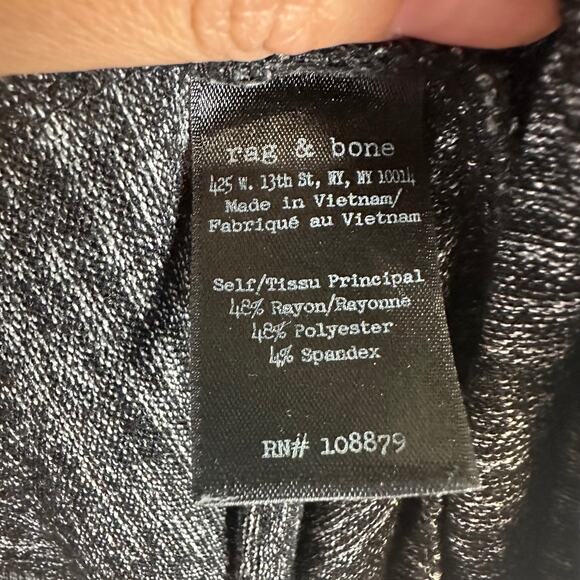 rag & bone
425 W. 13th St, NY, NY 10014
Made in Vietnam/
Fabriqué au Vietnam
Self/Tissu Principal
48% Rayon/Rayonne
48% Polyester
4% Spandex
RN# 108879